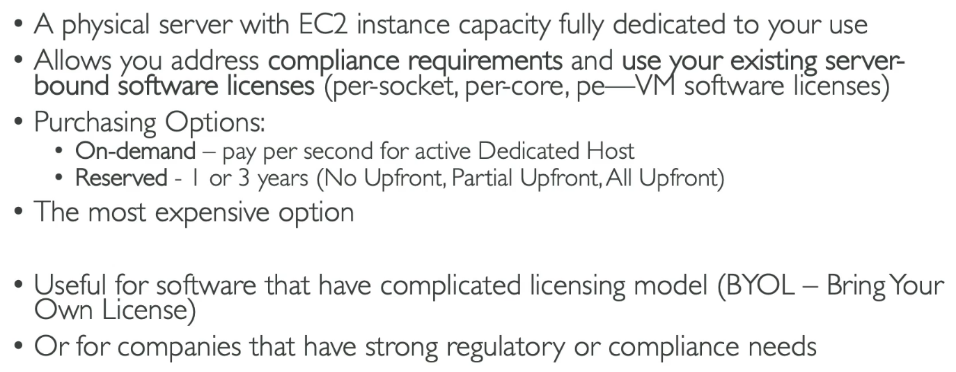 • A physical server with EC2 instance capacity fully dedicated to your use
• Allows you address compliance requirements and use your existing server-
bound software licenses (per-socket, per-core, pe—VM software licenses)
• Purchasing Options:
• On-demand – pay per second for active Dedicated Host
• Reserved - 1 or 3 years (No Upfront, Partial Upfront, All Upfront)
• The most expensive option
• Useful for software that have complicated licensing model (BYOL – Bring Your
Own License)
• Or for companies that have strong regulatory or compliance needs